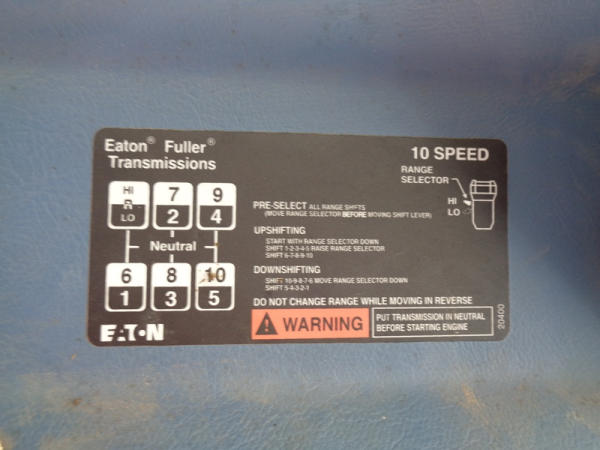 Eaton® Fuller®
Transmissions
10 SPEED
RANGE
SELECTOR
HI
LO
HI
R
LO
7
2
9
4
Neutral
6
1
8
3
10
5
PRE-SELECT ALL RANGE SHIFTS
(MOVE RANGE SELECTOR BEFORE MOVING SHIFT LEVER)
UPSHIFTING
START WITH RANGE SELECTOR DOWN
SHIFT 1-2-3-4-5 RAISE RANGE SELECTOR
SHIFT 6-7-8-9-10
DOWNSHIFTING
SHIFT 10-9-8-7-6 MOVE RANGE SELECTOR DOWN
SHIFT 5-4-3-2-1
DO NOT CHANGE RANGE WHILE MOVING IN REVERSE
WARNING
PUT TRANSMISSION IN NEUTRAL
BEFORE STARTING ENGINE
EATON
20400